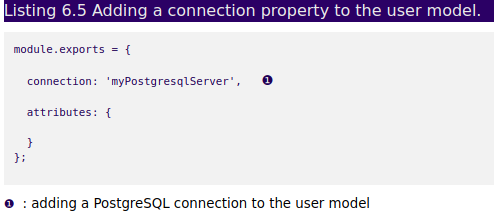 Listing 6.5 Adding a connection property to the user model.
module.exports = {
connection: 'myPostgresqlServer', ❶
attributes: {
}
};
❶ : adding a PostgreSQL connection to the user model